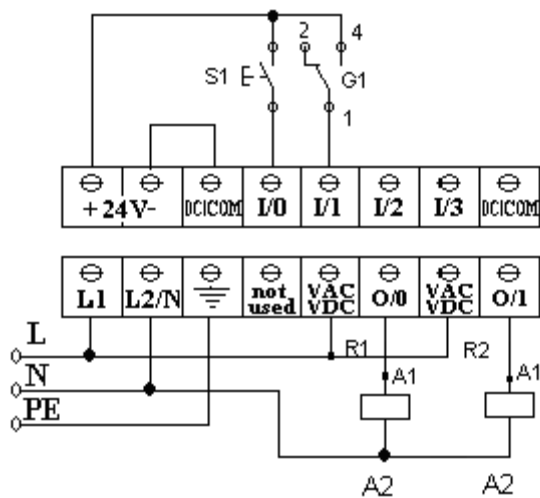 2 4
S1 E G1
1
+24V- DCICOM I/0 I/1 I/2 I/3 DCICOM
L1 L2/N not used VAC VDC O/0 VAC VDC O/1
L
R1 R2
N
A1 A1
PE
A2 A2